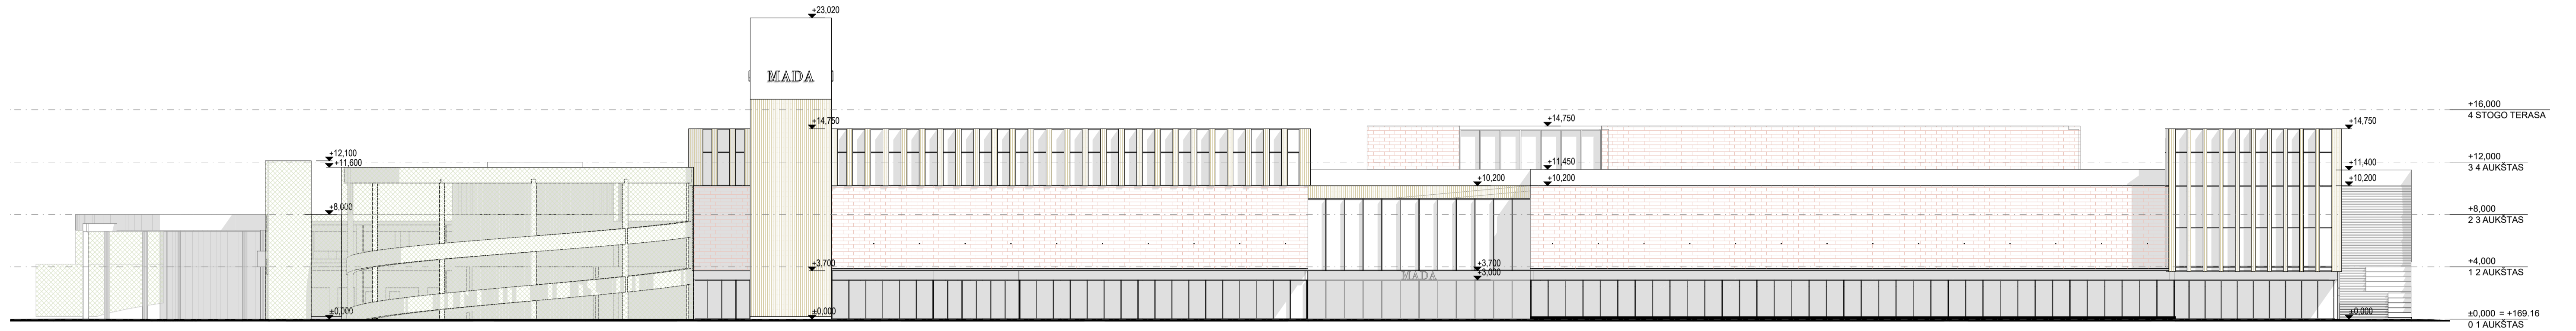 +23,020
MADA
+16,000
4 STOGO TERASA
+14,750
+14,750
+14,750
+12,100
+11,600
+11,450
+11,400
+12,000
3 4 AUKŠTAS
+10,200
+10,200
+10,200
+8,000
+8,000
2 3 AUKŠTAS
+3,700
+3,700
MADA
+3,000
+4,000
1 2 AUKŠTAS
±0,000
±0,000
±0,000
±0,000 = +169.16
0 1 AUKŠTAS